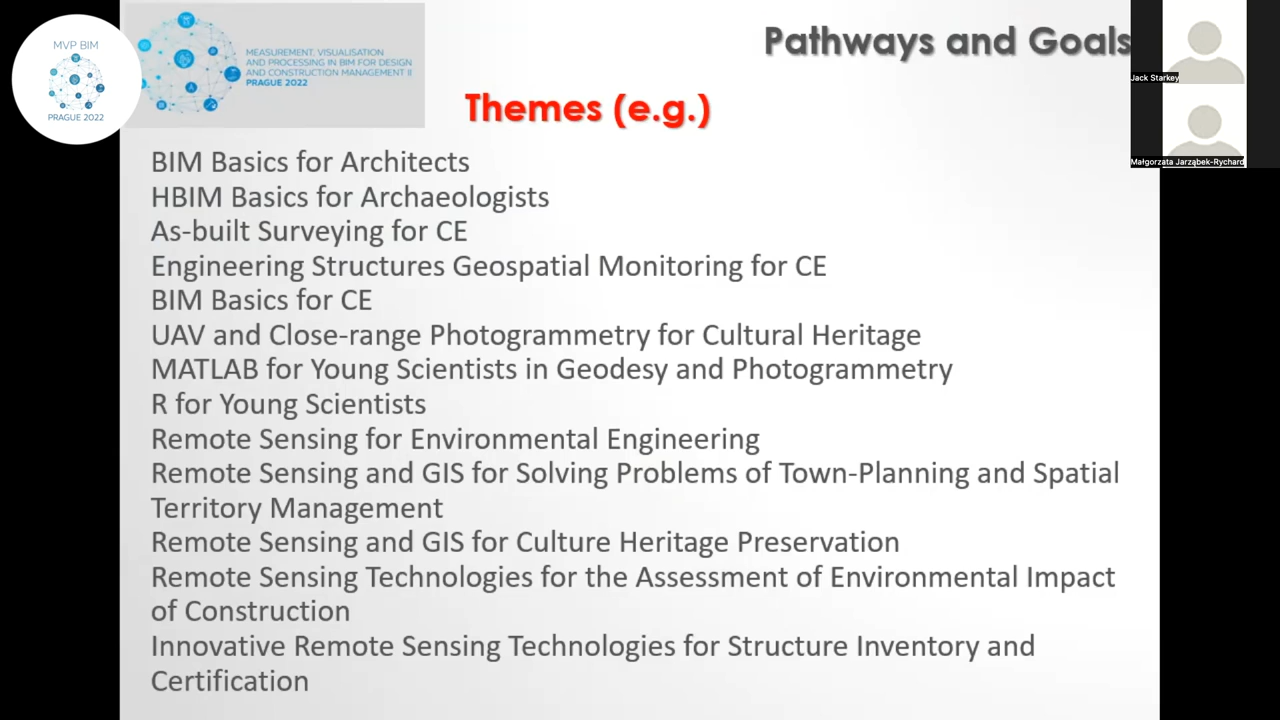 MVP BIM
PRAGUE 2022
MEASUREMENT, VISUALISATION
AND PROCESSING IN BIM FOR DESIGN
AND CONSTRUCTION MANAGEMENT II
PRAGUE 2022
Pathways and Goals
Jack Starkey
Małgorzata Jarząbek-Rychard
Themes (e.g.)
BIM Basics for Architects
HBIM Basics for Archaeologists
As-built Surveying for CE
Engineering Structures Geospatial Monitoring for CE
BIM Basics for CE
UAV and Close-range Photogrammetry for Cultural Heritage
MATLAB for Young Scientists in Geodesy and Photogrammetry
R for Young Scientists
Remote Sensing for Environmental Engineering
Remote Sensing and GIS for Solving Problems of Town-Planning and Spatial
Territory Management
Remote Sensing and GIS for Culture Heritage Preservation
Remote Sensing Technologies for the Assessment of Environmental Impact
of Construction
Innovative Remote Sensing Technologies for Structure Inventory and
Certification